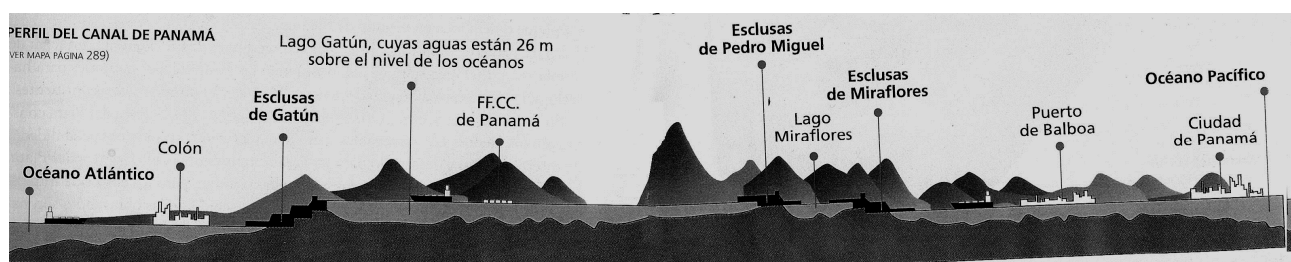 PERFIL DEL CANAL DE PANAMÁ
(VER MAPA PÁGINA 289)
Océano Atlántico
Colón
Esclusas
de Gatún
Lago Gatún, cuyas aguas están 26 m
sobre el nivel de los océanos
FF.CC.
de Panamá
Esclusas
de Pedro Miguel
Lago
Miraflores
Esclusas
de Miraflores
Puerto
de Balboa
Ciudad
de Panamá
Océano Pacífico